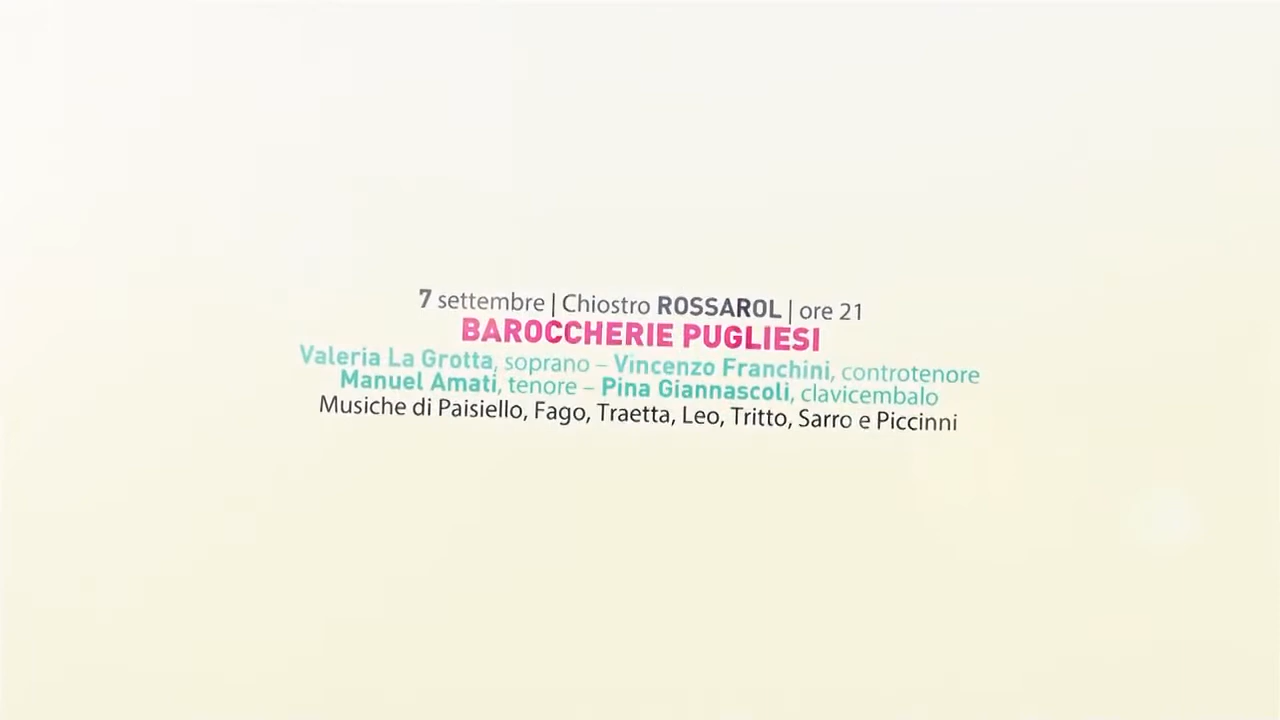 7 settembre | Chiostro ROSSAROL | ore 21
BAROCCHERIE PUGLIESI
Valeria La Grotta, soprano – Vincenzo Franchini, controtenore
Manuel Amati, tenore – Pina Giannascoli, clavicembalo
Musiche di Paisiello, Fago, Traetta, Leo, Tritto, Sarro e Piccinni